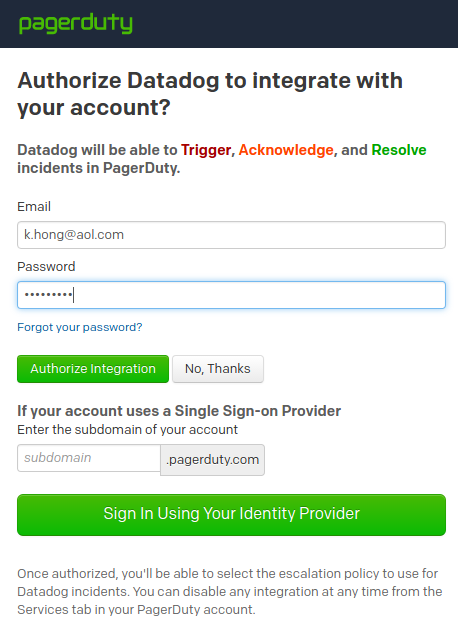 pagerduty
Authorize Datadog to integrate with
your account?
Datadog will be able to Trigger, Acknowledge, and Resolve
incidents in PagerDuty.
Email
k.hong@aol.com
Password
•••••••••
Forgot your password?
Authorize Integration No, Thanks
If your account uses a Single Sign-on Provider
Enter the subdomain of your account
subdomain .pagerduty.com
Sign In Using Your Identity Provider
Once authorized, you'll be able to select the escalation policy to use for
Datadog incidents. You can disable any integration at any time from the
Services tab in your PagerDuty account.